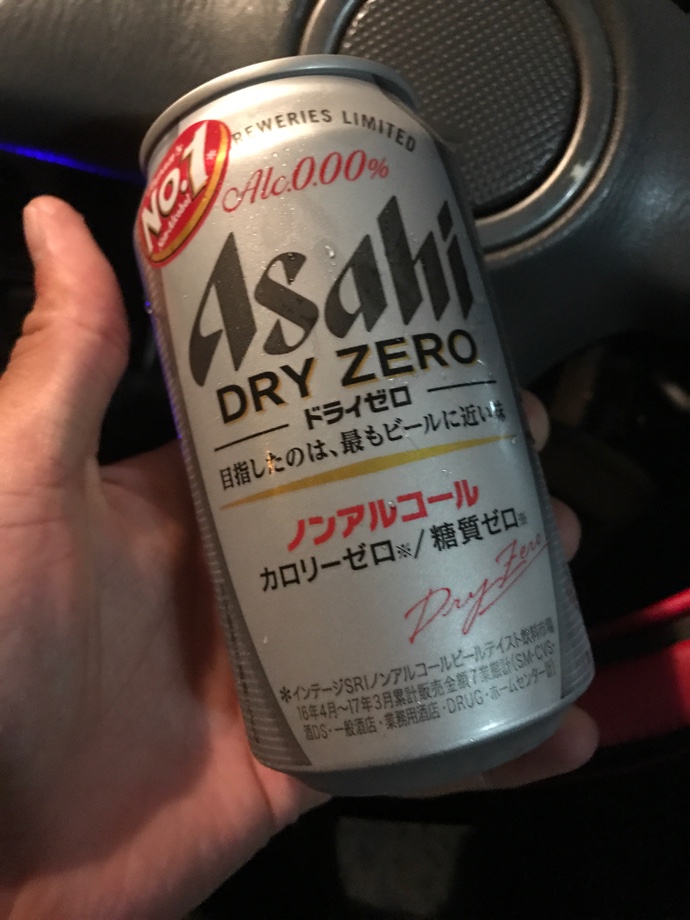 BREWERIES LIMITED
NO.1
Non-Alcohol
Alc.0.00%
Asahi
DRY ZERO
ドライゼロ
目指したのは、最もビールに近い味
ノンアルコール
カロリーゼロ※/糖質ゼロ※
Dry Zero
*インテージSRIノンアルコールビールテイスト飲料市場
16年4月～17年3月累計販売金額7業態計(SM・CVS・
酒DS・一般酒店・業務用酒店・DRUG・ホームセンター計)